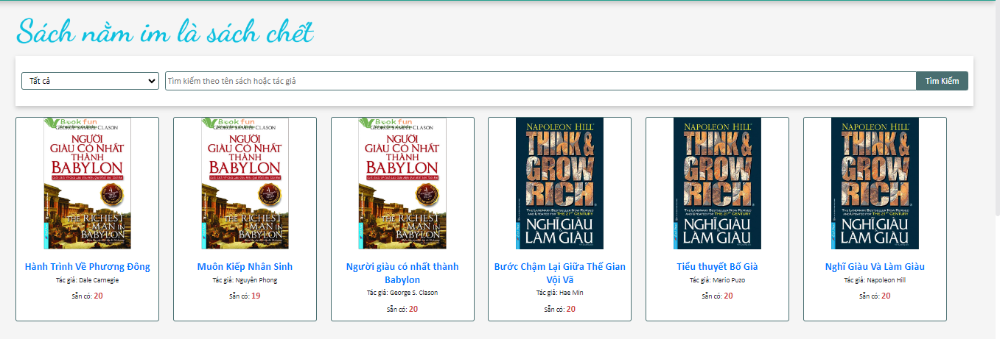 Sách nằm im là sách chết
Tất cả
Tìm kiếm theo tên sách hoặc tác giả
Tìm Kiếm
Book fun
GEORGE SAMUEL CLASON
NGƯỜI
GIÀU CÓ NHẤT
THÀNH
BABYLON
THE RICHEST
MAN IN
BABYLON
Hành Trình Về Phương Đông
Tác giả: Dale Carnegie
Sẵn có: 20
Book fun
GEORGE SAMUEL CLASON
NGƯỜI
GIÀU CÓ NHẤT
THÀNH
BABYLON
THE RICHEST
MAN IN
BABYLON
Muôn Kiếp Nhân Sinh
Tác giả: Nguyên Phong
Sẵn có: 19
Book fun
GEORGE SAMUEL CLASON
NGƯỜI
GIÀU CÓ NHẤT
THÀNH
BABYLON
THE RICHEST
MAN IN
BABYLON
Người giàu có nhất thành
Babylon
Tác giả: George S. Clason
Sẵn có: 20
NAPOLEON HILL
THINK &
GROW
RICH
THE LANDMARK BESTSELLER NOW REVISED
AND UPDATED FOR THE 21ST CENTURY
NGHĨ GIÀU
LÀM GIÀU
Bước Chậm Lại Giữa Thế Gian
Vội Vã
Tác giả: Hae Min
Sẵn có: 20
NAPOLEON HILL
THINK &
GROW
RICH
THE LANDMARK BESTSELLER NOW REVISED
AND UPDATED FOR THE 21ST CENTURY
NGHĨ GIÀU
LÀM GIÀU
Tiểu thuyết Bố Già
Tác giả: Mario Puzo
Sẵn có: 20
NAPOLEON HILL
THINK &
GROW
RICH
THE LANDMARK BESTSELLER NOW REVISED
AND UPDATED FOR THE 21ST CENTURY
NGHĨ GIÀU
LÀM GIÀU
Nghĩ Giàu Và Làm Giàu
Tác giả: Napoleon Hill
Sẵn có: 20